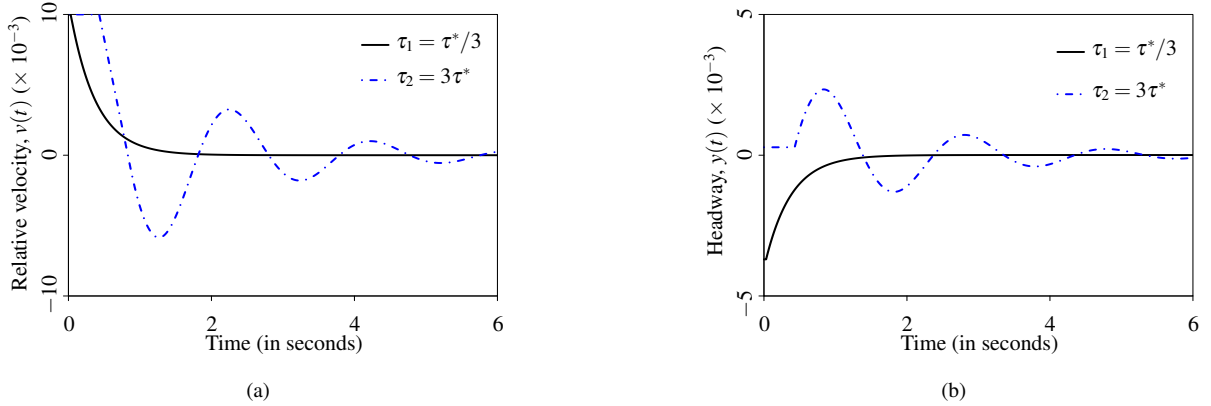 10
0
−10
Relative velocity, v(t) (× 10⁻³)
τ₁ = τ*/3
τ₂ = 3τ*
0 2 4 6
Time (in seconds)
(a)
5
0
−5
Headway, y(t) (× 10⁻³)
τ₁ = τ*/3
τ₂ = 3τ*
0 2 4 6
Time (in seconds)
(b)